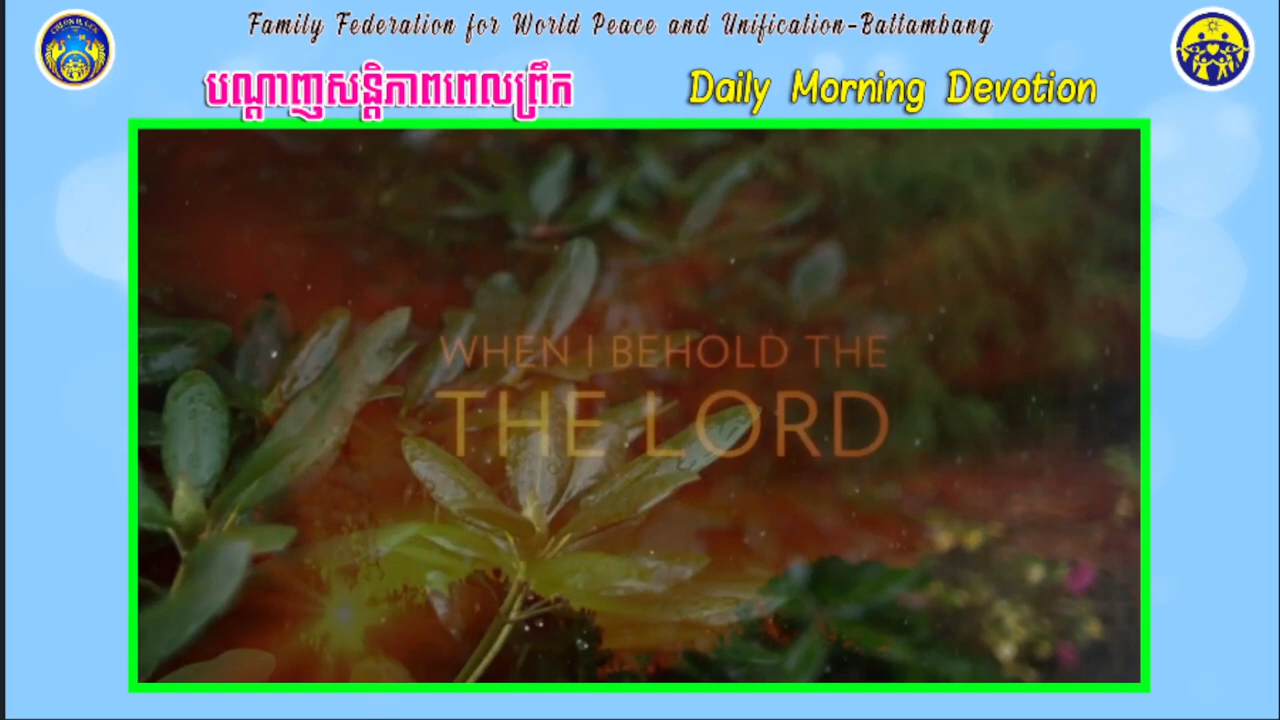 Family Federation for World Peace and Unification-Battambang
បណ្តាញសន្តិភាពពេលព្រឹក
Daily Morning Devotion
WHEN I BEHOLD THE
THE LORD